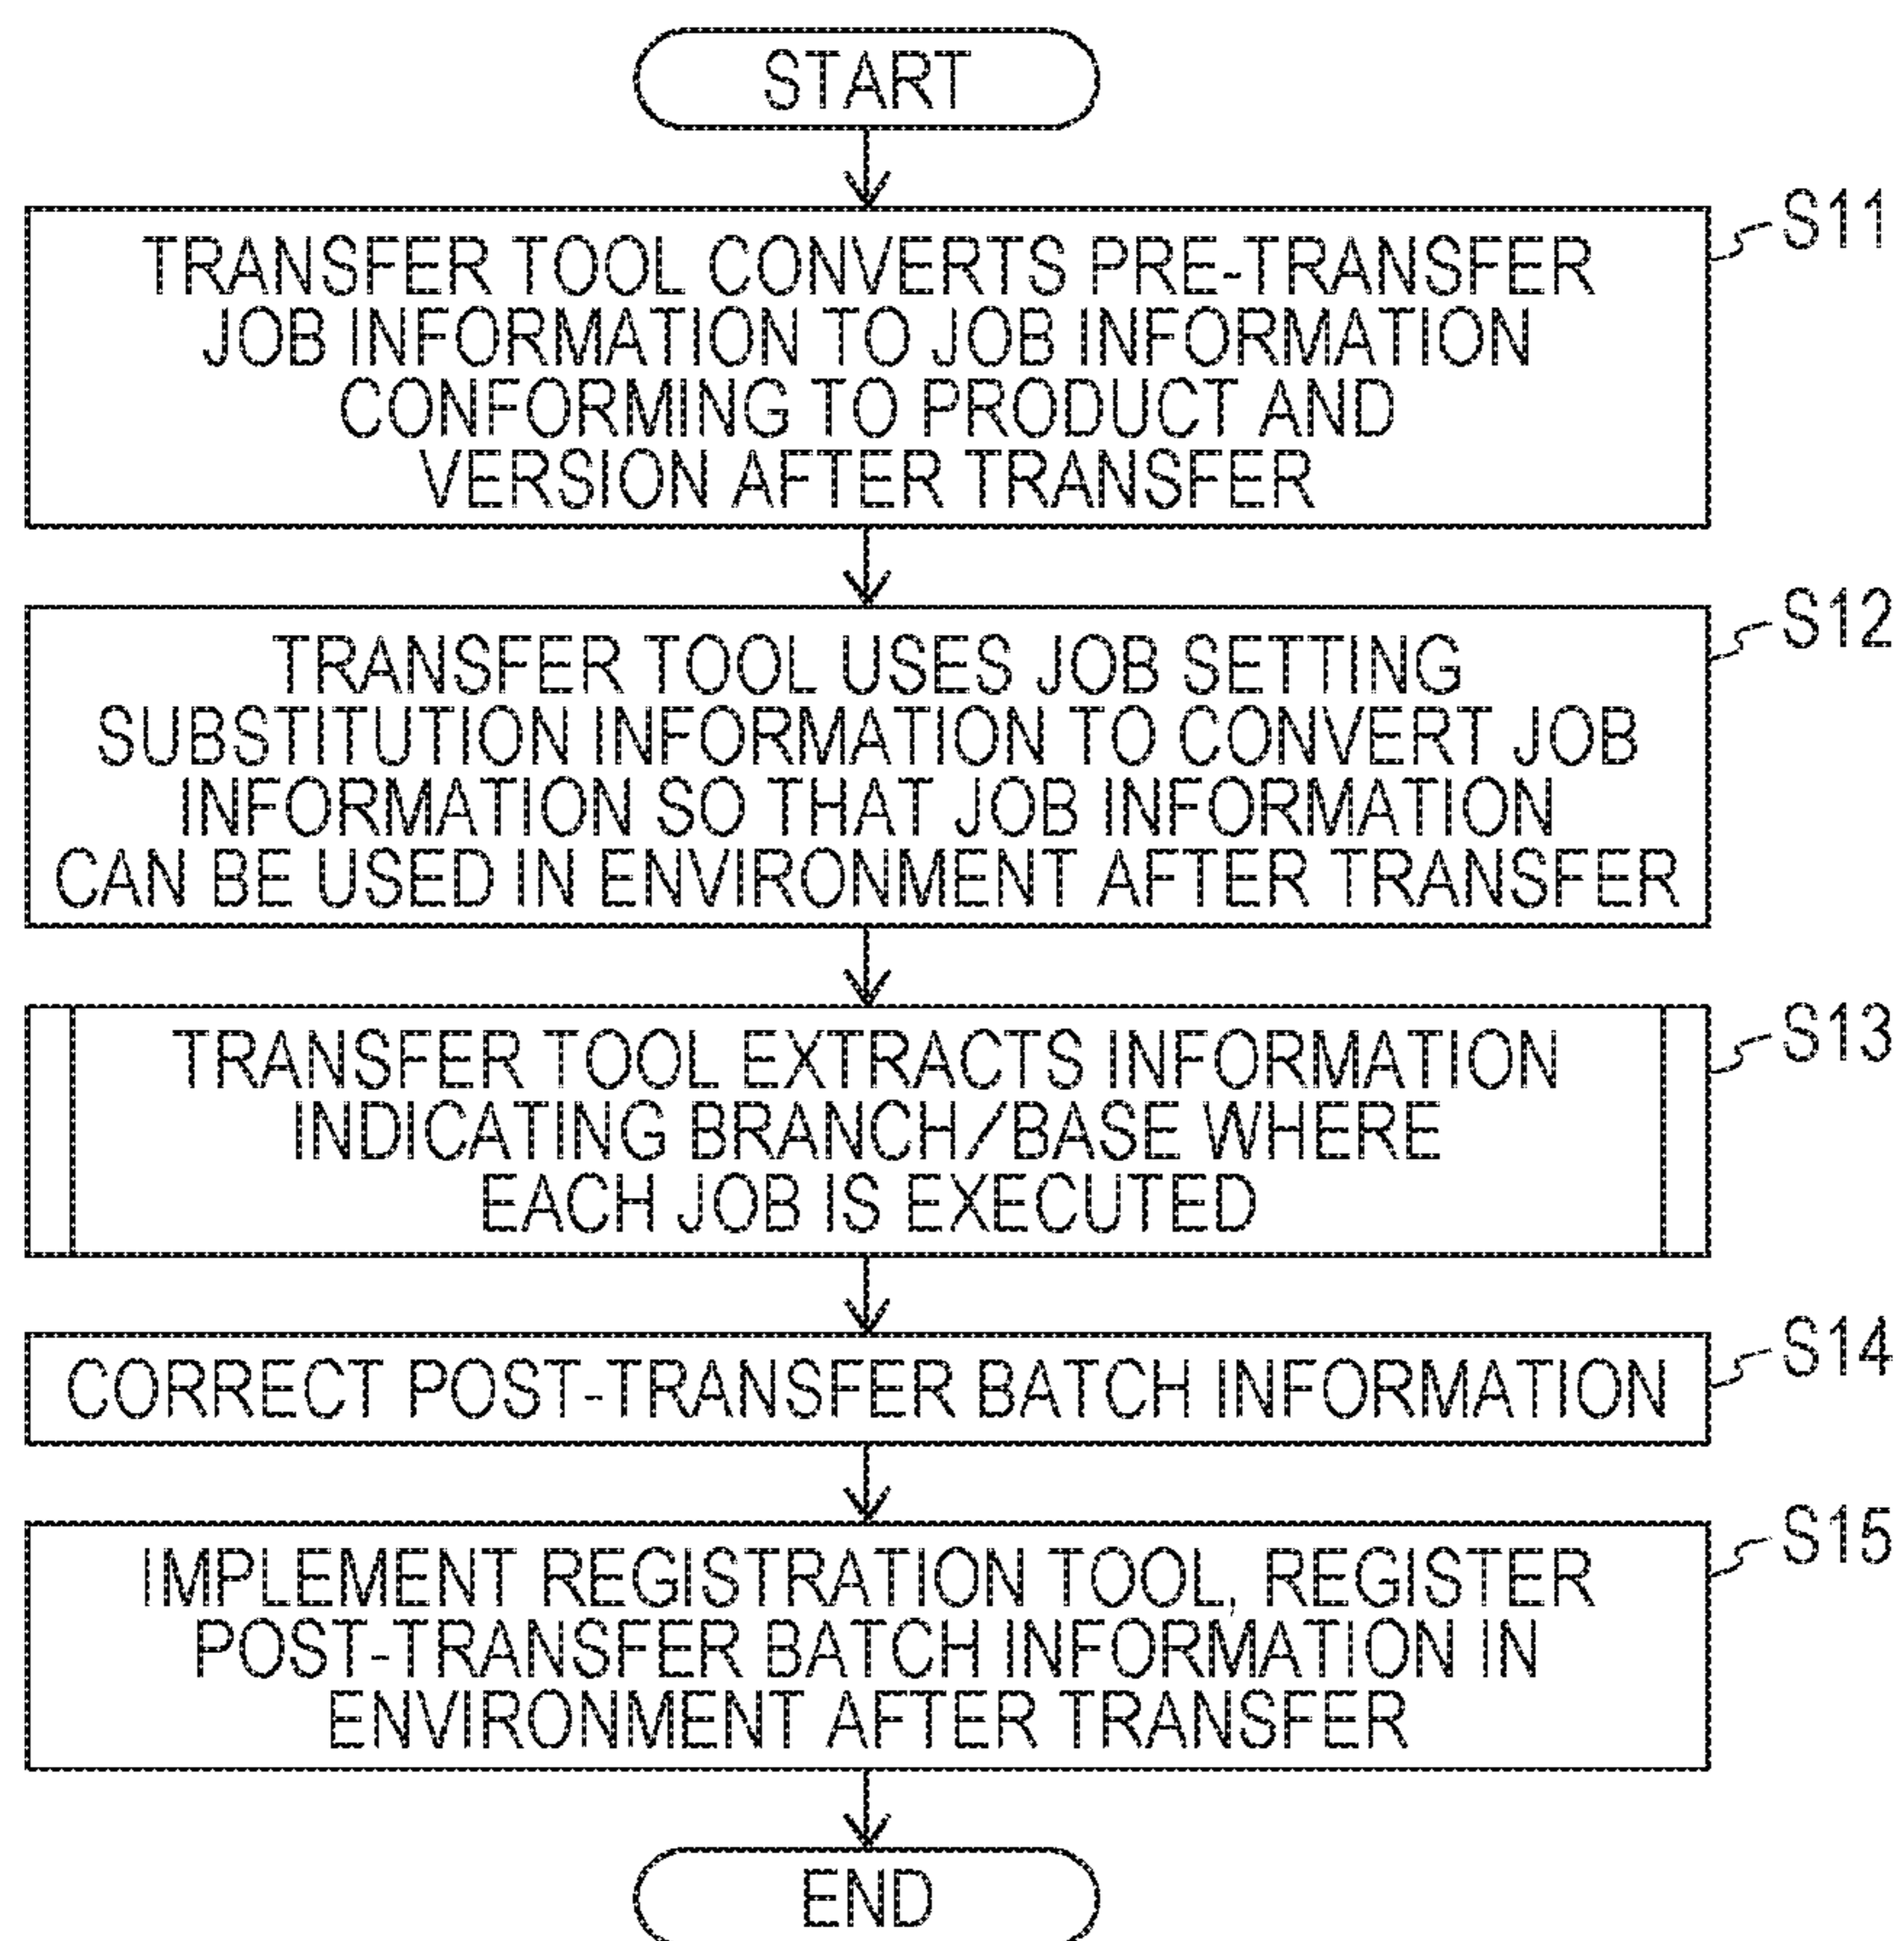 START
S11
TRANSFER TOOL CONVERTS PRE-TRANSFER
JOB INFORMATION TO JOB INFORMATION
CONFORMING TO PRODUCT AND
VERSION AFTER TRANSFER
S12
TRANSFER TOOL USES JOB SETTING
SUBSTITUTION INFORMATION TO CONVERT JOB
INFORMATION SO THAT JOB INFORMATION
CAN BE USED IN ENVIRONMENT AFTER TRANSFER
S13
TRANSFER TOOL EXTRACTS INFORMATION
INDICATING BRANCH/BASE WHERE
EACH JOB IS EXECUTED
S14
CORRECT POST-TRANSFER BATCH INFORMATION
S15
IMPLEMENT REGISTRATION TOOL, REGISTER
POST-TRANSFER BATCH INFORMATION IN
ENVIRONMENT AFTER TRANSFER
END